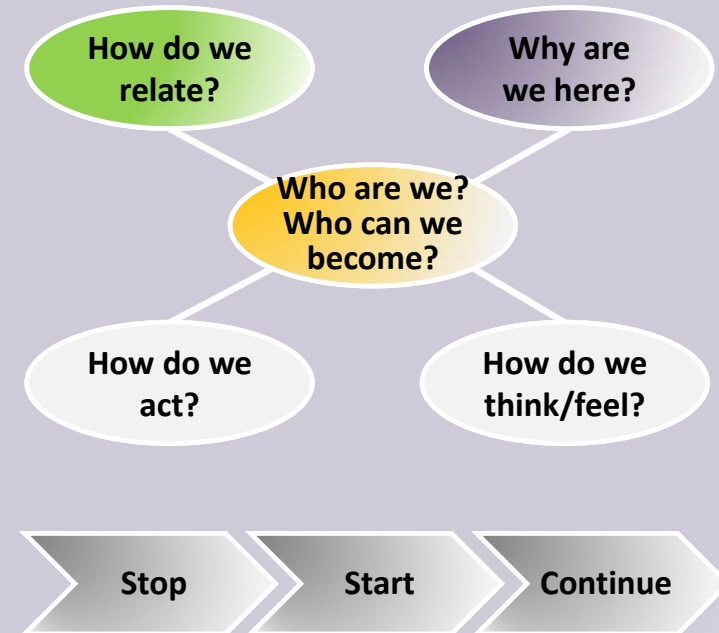 How do we
relate?
Why are
we here?
Who are we?
Who can we
become?
How do we
act?
How do we
think/feel?
Stop
Start
Continue